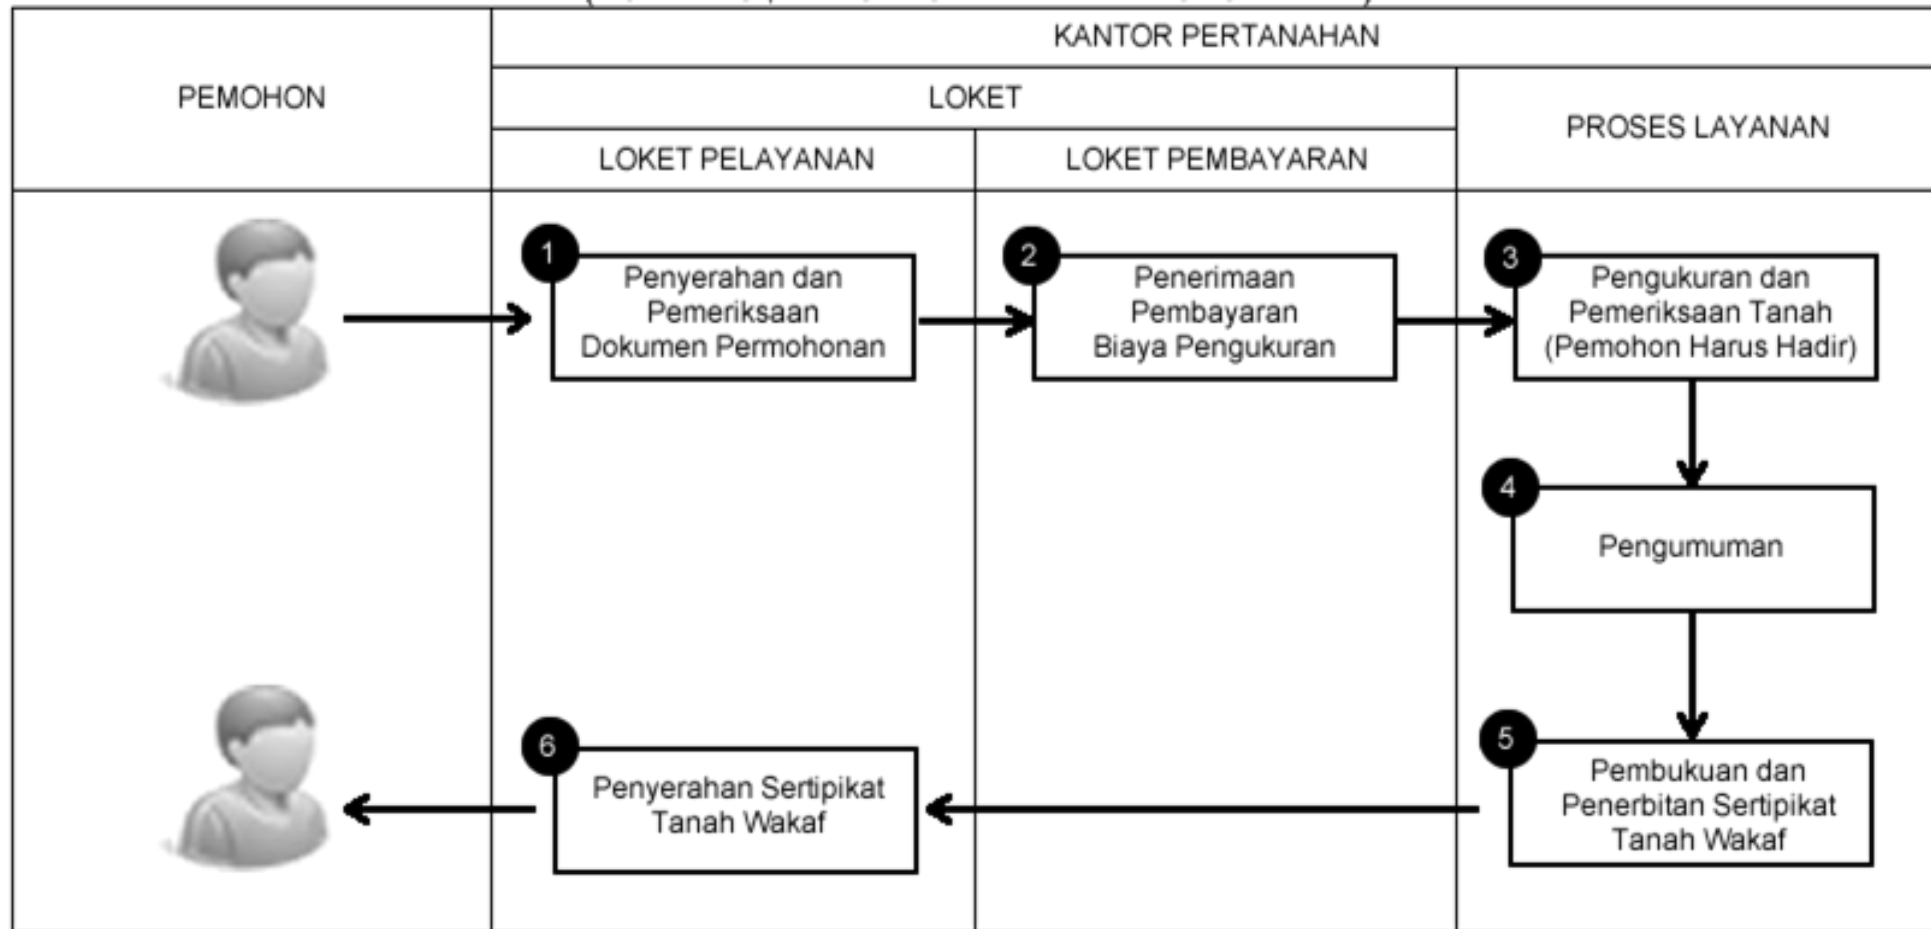 KANTOR PERTANAHAN
PEMOHON
LOKET
PROSES LAYANAN
LOKET PELAYANAN
LOKET PEMBAYARAN
1
Penyerahan dan
Pemeriksaan
Dokumen Permohonan
2
Penerimaan
Pembayaran
Biaya Pengukuran
3
Pengukuran dan
Pemeriksaan Tanah
(Pemohon Harus Hadir)
4
Pengumuman
5
Pembukuan dan
Penerbitan Sertipikat
Tanah Wakaf
6
Penyerahan Sertipikat
Tanah Wakaf